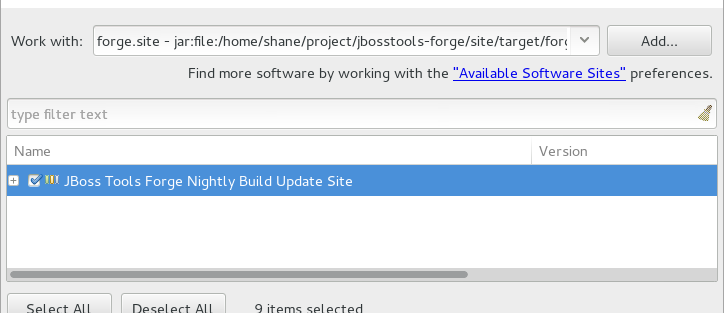 Work with: forge.site - jar:file:/home/shane/project/jbosstools-forge/site/target/forg Add...
Find more software by working with the "Available Software Sites" preferences.
type filter text
Name Version
JBoss Tools Forge Nightly Build Update Site
Select All Deselect All 9 items selected